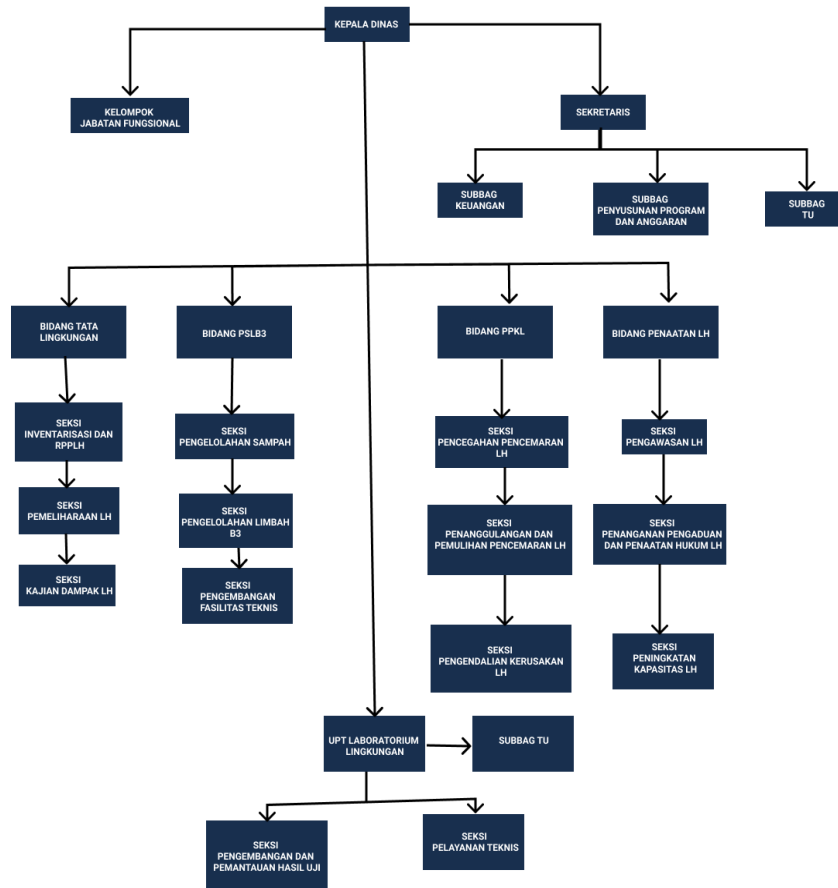 KEPALA DINAS
KELOMPOK
JABATAN FUNGSIONAL
SEKRETARIS
SUBBAG
KEUANGAN
SUBBAG
PENYUSUNAN PROGRAM
DAN ANGGARAN
SUBBAG
TU
BIDANG TATA
LINGKUNGAN
BIDANG PSLB3
BIDANG PPKL
BIDANG PENAATAN LH
SEKSI
INVENTARISASI DAN
RPPLH
SEKSI
PENGELOLAHAN SAMPAH
SEKSI
PENCEGAHAN PENCEMARAN
LH
SEKSI
PENGAWASAN LH
SEKSI
PEMELIHARAAN LH
SEKSI
PENGELOLAHAN LIMBAH
B3
SEKSI
PENANGGULANGAN DAN
PEMULIHAN PENCEMARAN LH
SEKSI
PENANGANAN PENGADUAN
DAN PENAATAN HUKUM LH
SEKSI
KAJIAN DAMPAK LH
SEKSI
PENGEMBANGAN
FASILITAS TEKNIS
SEKSI
PENGENDALIAN KERUSAKAN
LH
SEKSI
PENINGKATAN
KAPASITAS LH
UPT LABORATORIUM
LINGKUNGAN
SUBBAG TU
SEKSI
PENGEMBANGAN DAN
PEMANTAUAN HASIL UJI
SEKSI
PELAYANAN TEKNIS